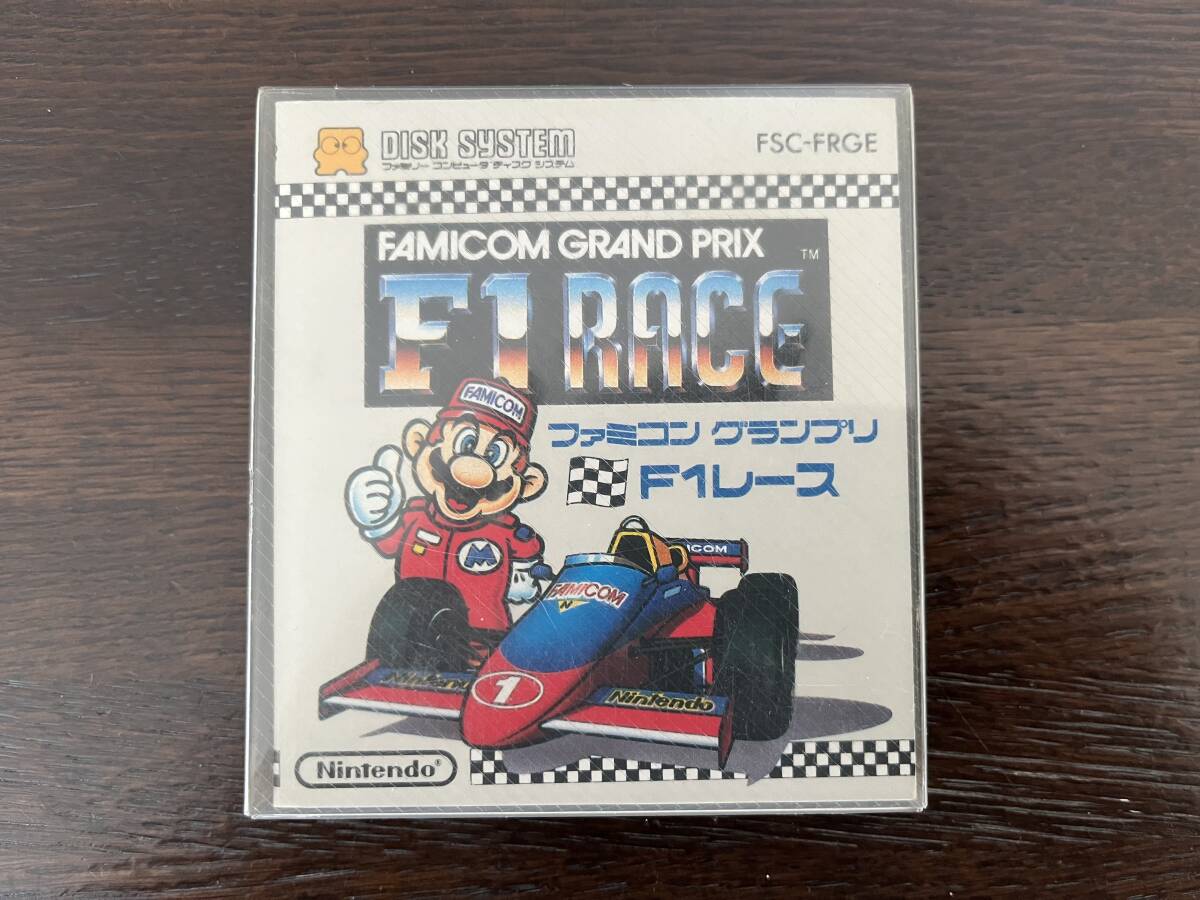 DISK SYSTEM
ファミリー コンピュータ ディスク システム
FSC-FRGE
FAMICOM GRAND PRIX
F1 RACE
TM
FAMICOM
ファミコン グランプリ
F1レース
M
ICOM
FAMICOM
N
Nintendo
1
Nintendo
Nintendo®